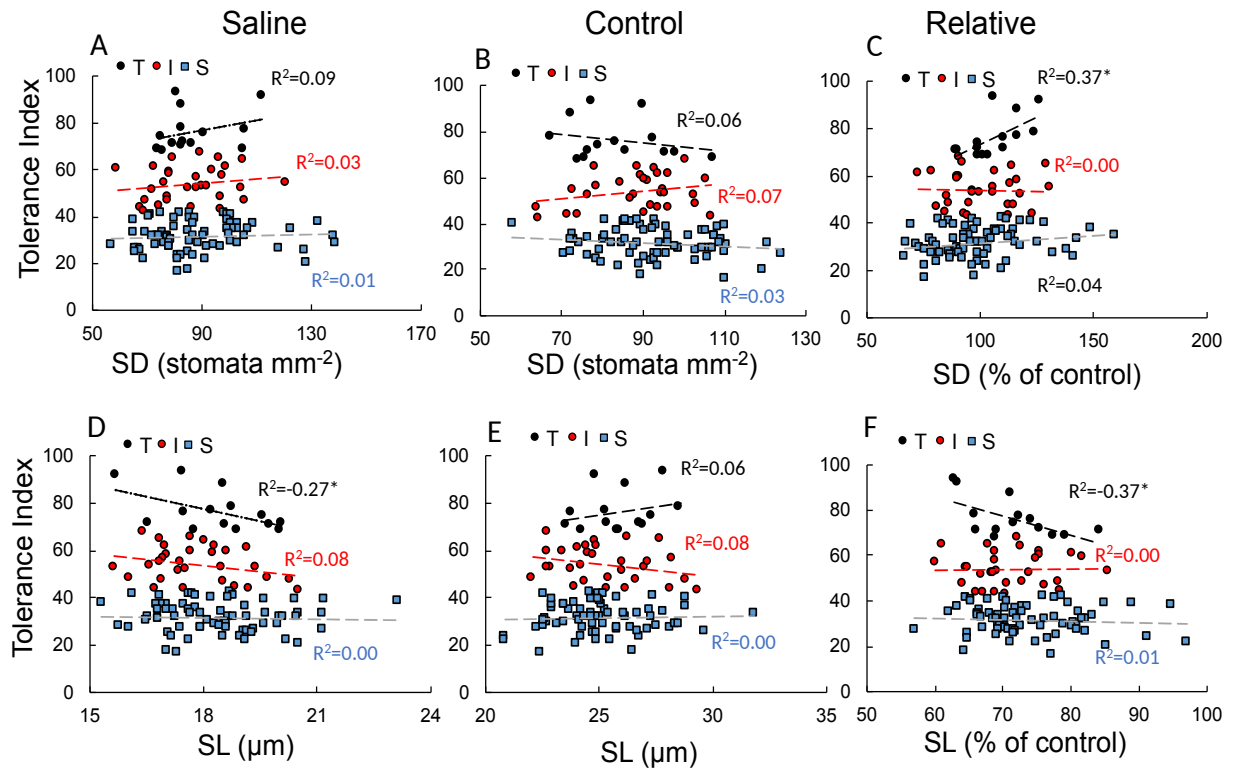 Saline
Control
Relative
A
T I S
R²=0.09
R²=0.03
R²=0.01
Tolerance Index
100
80
60
40
20
0
50 90 130 170
SD (stomata mm⁻²)
B
T I S
R²=0.06
R²=0.07
R²=0.03
100
80
60
40
20
0
50 70 90 110 130
SD (stomata mm⁻²)
C
T I S
R²=0.37*
R²=0.00
R²=0.04
100
80
60
40
20
0
50 100 150 200
SD (% of control)
D
T I S
R²=-0.27*
R²=0.08
R²=0.00
Tolerance Index
100
80
60
40
20
0
15 18 21 24
SL (µm)
E
T I S
R²=0.06
R²=0.08
R²=0.00
100
80
60
40
20
0
20 25 30 35
SL (µm)
F
T I S
R²=-0.37*
R²=0.00
R²=0.01
100
80
60
40
20
0
50 60 70 80 90 100
SL (% of control)